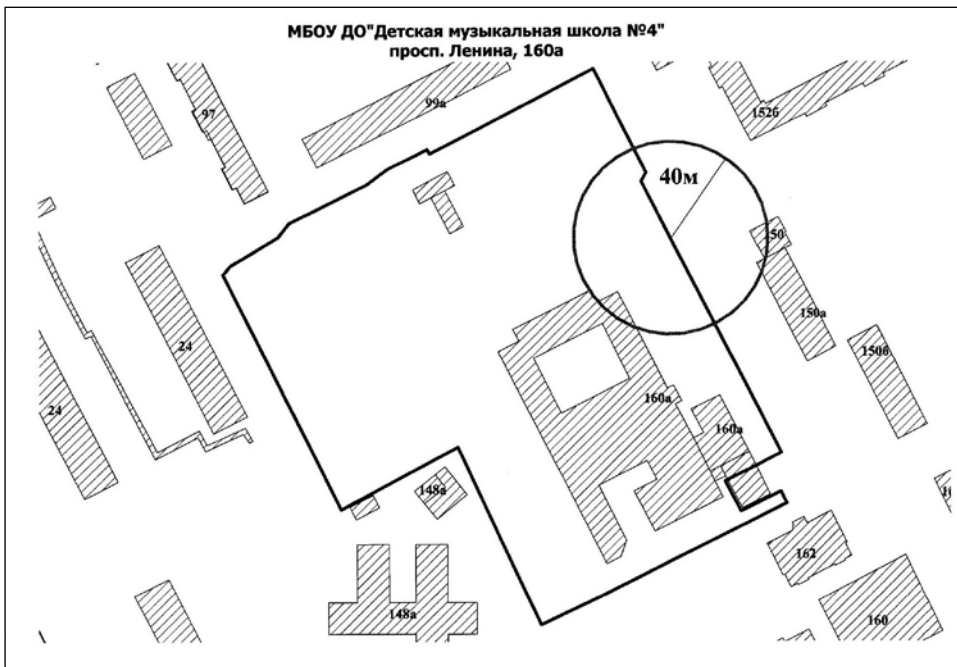 МБОУ ДО"Детская музыкальная школа №4"
просп. Ленина, 160а
99а
97
152б
40м
150
150а
24
150б
24
160а
160а
148а
162
148а
160